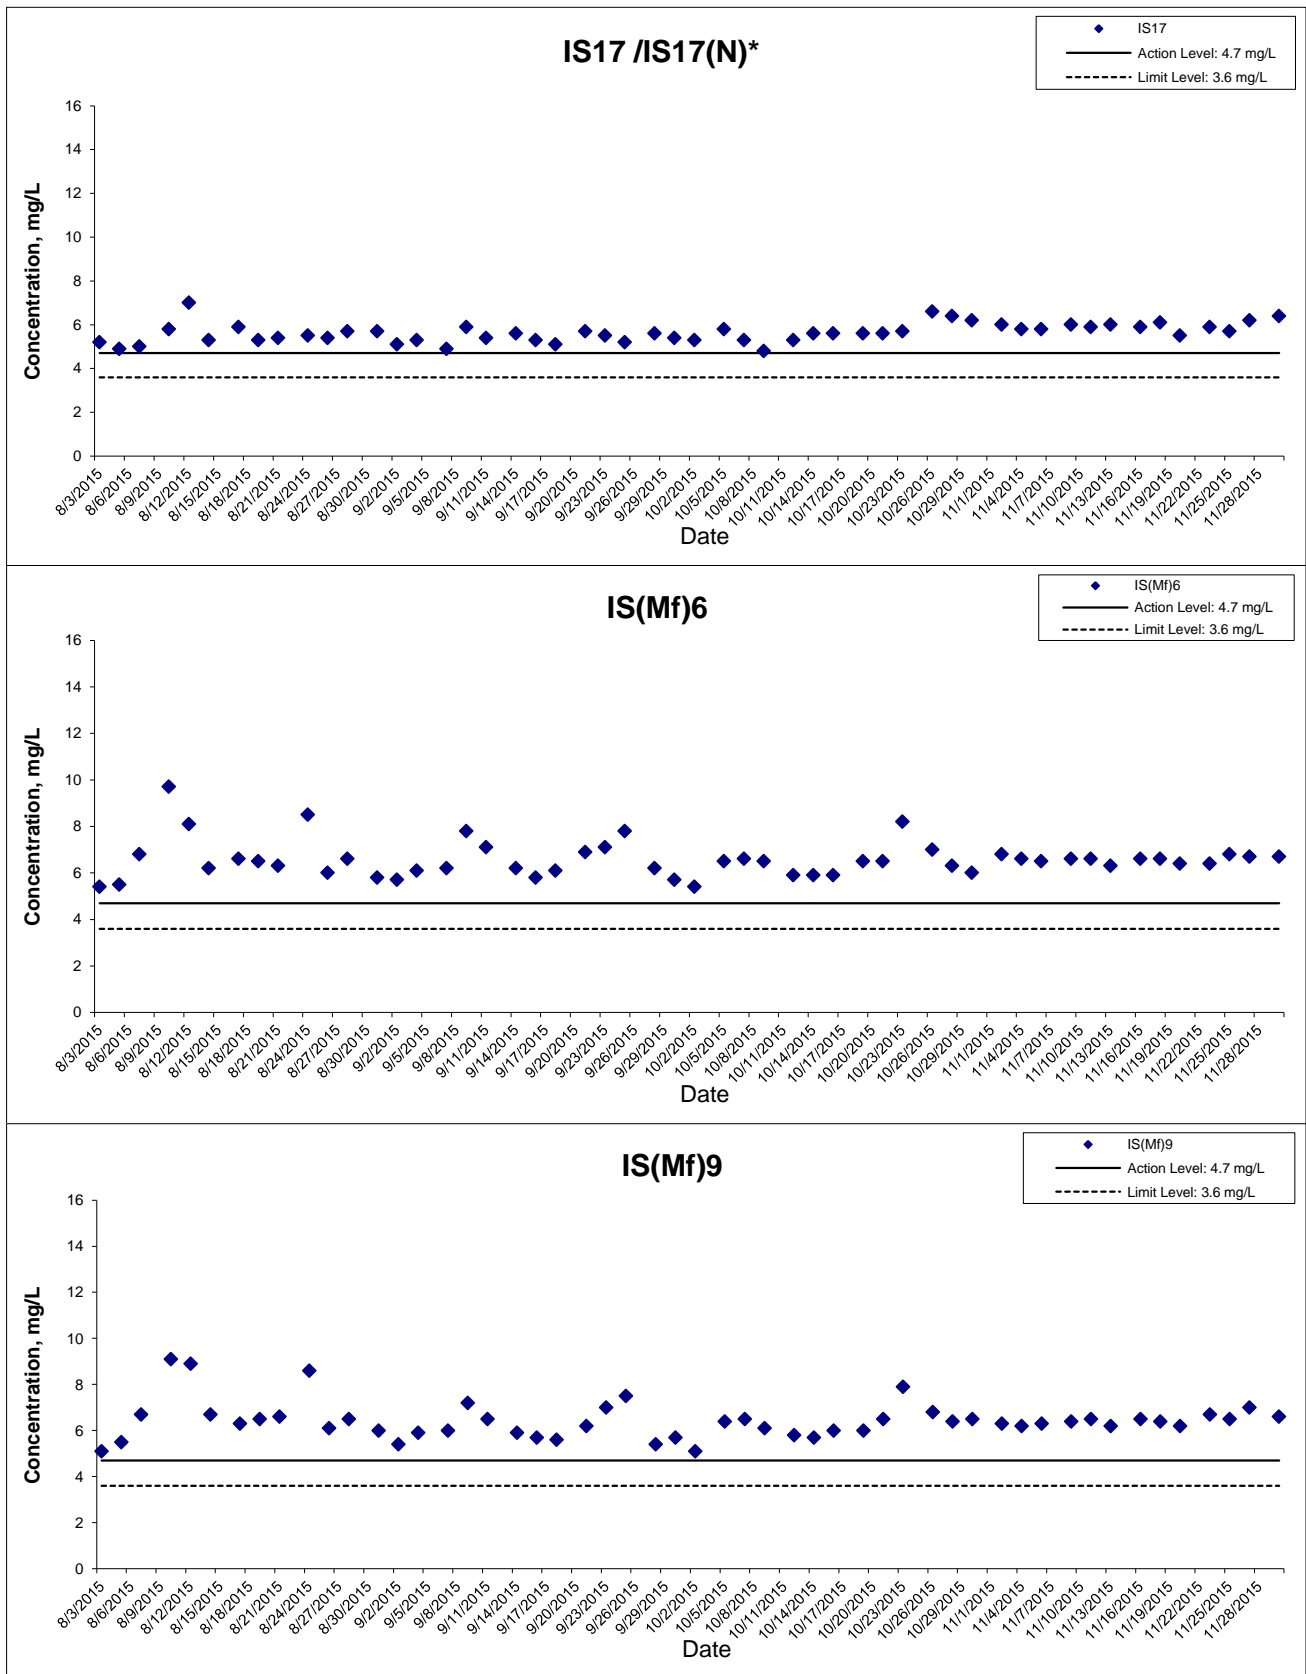 IS17 /IS17(N)*
IS17
Action Level: 4.7 mg/L
Limit Level: 3.6 mg/L
Concentration, mg/L
16
14
12
10
8
6
4
2
0
8/3/2015 8/6/2015 8/9/2015 8/12/2015 8/15/2015 8/18/2015 8/21/2015 8/24/2015 8/27/2015 8/30/2015 9/2/2015 9/5/2015 9/8/2015 9/11/2015 9/14/2015 9/17/2015 9/20/2015 9/23/2015 9/26/2015 9/29/2015 10/2/2015 10/5/2015 10/8/2015 10/11/2015 10/14/2015 10/17/2015 10/20/2015 10/23/2015 10/26/2015 10/29/2015 11/1/2015 11/4/2015 11/7/2015 11/10/2015 11/13/2015 11/16/2015 11/19/2015 11/22/2015 11/25/2015 11/28/2015
Date
IS(Mf)6
IS(Mf)6
Action Level: 4.7 mg/L
Limit Level: 3.6 mg/L
Concentration, mg/L
16
14
12
10
8
6
4
2
0
8/3/2015 8/6/2015 8/9/2015 8/12/2015 8/15/2015 8/18/2015 8/21/2015 8/24/2015 8/27/2015 8/30/2015 9/2/2015 9/5/2015 9/8/2015 9/11/2015 9/14/2015 9/17/2015 9/20/2015 9/23/2015 9/26/2015 9/29/2015 10/2/2015 10/5/2015 10/8/2015 10/11/2015 10/14/2015 10/17/2015 10/20/2015 10/23/2015 10/26/2015 10/29/2015 11/1/2015 11/4/2015 11/7/2015 11/10/2015 11/13/2015 11/16/2015 11/19/2015 11/22/2015 11/25/2015 11/28/2015
Date
IS(Mf)9
IS(Mf)9
Action Level: 4.7 mg/L
Limit Level: 3.6 mg/L
Concentration, mg/L
16
14
12
10
8
6
4
2
0
8/3/2015 8/6/2015 8/9/2015 8/12/2015 8/15/2015 8/18/2015 8/21/2015 8/24/2015 8/27/2015 8/30/2015 9/2/2015 9/5/2015 9/8/2015 9/11/2015 9/14/2015 9/17/2015 9/20/2015 9/23/2015 9/26/2015 9/29/2015 10/2/2015 10/5/2015 10/8/2015 10/11/2015 10/14/2015 10/17/2015 10/20/2015 10/23/2015 10/26/2015 10/29/2015 11/1/2015 11/4/2015 11/7/2015 11/10/2015 11/13/2015 11/16/2015 11/19/2015 11/22/2015 11/25/2015 11/28/2015
Date